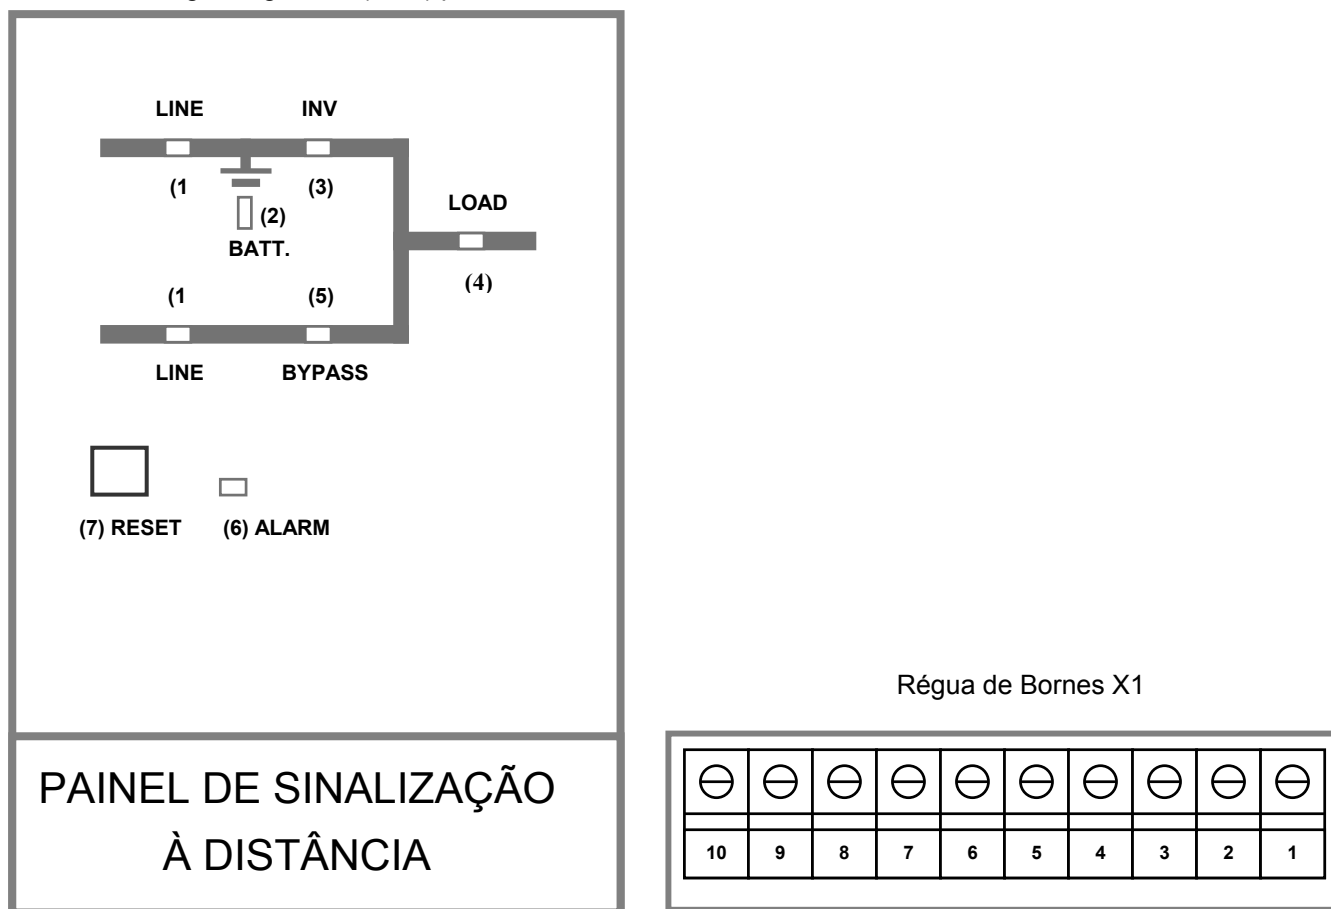 LINE INV
(1 (3)
(2)
BATT.
LOAD
(4)
(1 (5)
LINE BYPASS
(7) RESET (6) ALARM
PAINEL DE SINALIZAÇÃO
À DISTÂNCIA
Régua de Bornes X1
10 9 8 7 6 5 4 3 2 1